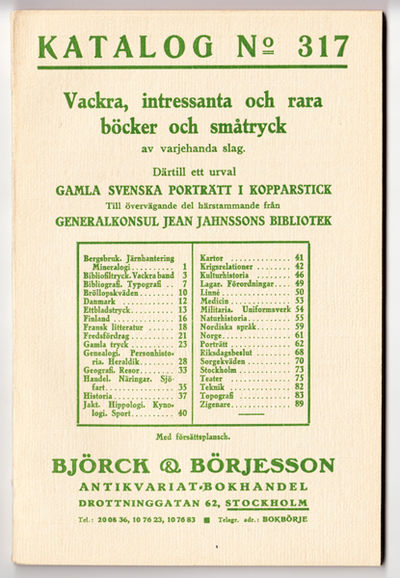 KATALOG Nº 317
Vackra, intressanta och rara
böcker och småtryck
av varjehanda slag.
Därtill ett urval
GAMLA SVENSKA PORTRÄTT I KOPPARSTICK
Till övervägande del härstammande från
GENERALKONSUL JEAN JAHNSSONS BIBLIOTEK
Bergsbruk. Järnhantering
Mineralogi 1
Bibliofiltryck. Vackra band 3
Bibliografi. Typografi 7
Bröllopskväden 10
Danmark 12
Ettbladstryck 13
Finland 16
Fransk litteratur 18
Fredsfördrag 21
Gamla tryck 23
Genealogi. Personhisto-
ria. Heraldik 28
Geografi. Resor 33
Handel. Näringar. Sjö-
fart 35
Historia 37
Jakt. Hippologi. Kyno-
logi. Sport 40
Kartor 41
Krigsrelationer 42
Kulturhistoria 46
Lagar. Förordningar 49
Linné 50
Medicin 53
Militaria. Uniformsverk 54
Naturhistoria 55
Nordiska språk 59
Norge 61
Porträtt 62
Riksdagsbeslut 68
Sorgekväden 70
Stockholm 73
Teater 75
Teknik 82
Topografi 83
Zigenare 89
Med försättsplansch.
BJÖRCK & BÖRJESSON
ANTIKVARIAT-BOKHANDEL
DROTTNINGGATAN 62, STOCKHOLM
Tel.: 20 08 36, 10 76 23, 10 76 83 ■ Telegr. adr.: BOKBÖRJE